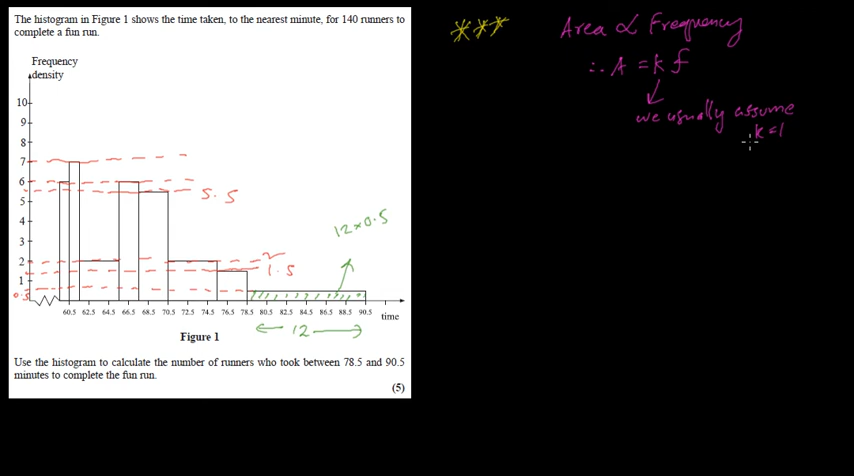 The histogram in Figure 1 shows the time taken, to the nearest minute, for 140 runners to
complete a fun run.
Frequency
density
10
9
8
7
6
5
4
3
2
1
0.5
5.5
2
1.5
12×0.5
12
60.5 62.5 64.5 66.5 68.5 70.5 72.5 74.5 76.5 78.5 80.5 82.5 84.5 86.5 88.5 90.5
time
Figure 1
Use the histogram to calculate the number of runners who took between 78.5 and 90.5
minutes to complete the fun run.
(5)
*** Area α Frequency
∴ A = k f
we usually assume
k=1